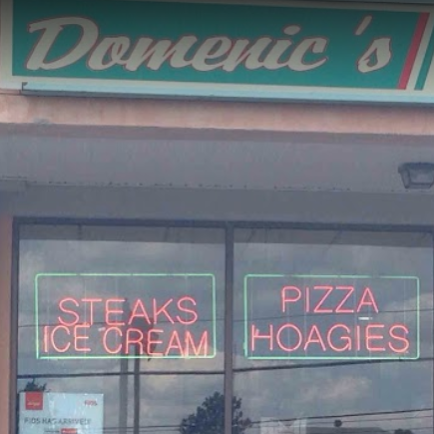 Domenic's
STEAKS
ICE CREAM
PIZZA
HOAGIES